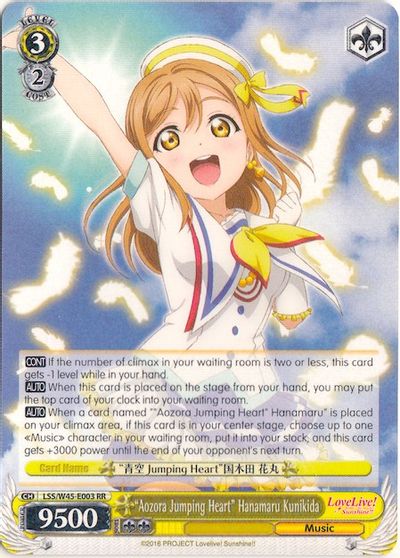 LEVEL
3
2
COST
CONT If the number of climax in your waiting room is two or less, this card
gets -1 level while in your hand.
AUTO When this card is placed on the stage from your hand, you may put
the top card of your clock into your waiting room.
AUTO When a card named ""Aozora Jumping Heart" Hanamaru" is placed
on your climax area, if this card is in your center stage, choose up to one
«Music» character in your waiting room, put it into your stock, and this card
gets +3000 power until end of turn.
Card Name
"青空 Jumping Heart"国木田 花丸
CH LSS/W45-E003 RR
"Aozora Jumping Heart" Hanamaru Kunikida
LoveLive!
Sunshine!!
POWER
9500
SOUL
Music
©2016 PROJECT Lovelive! Sunshine!!